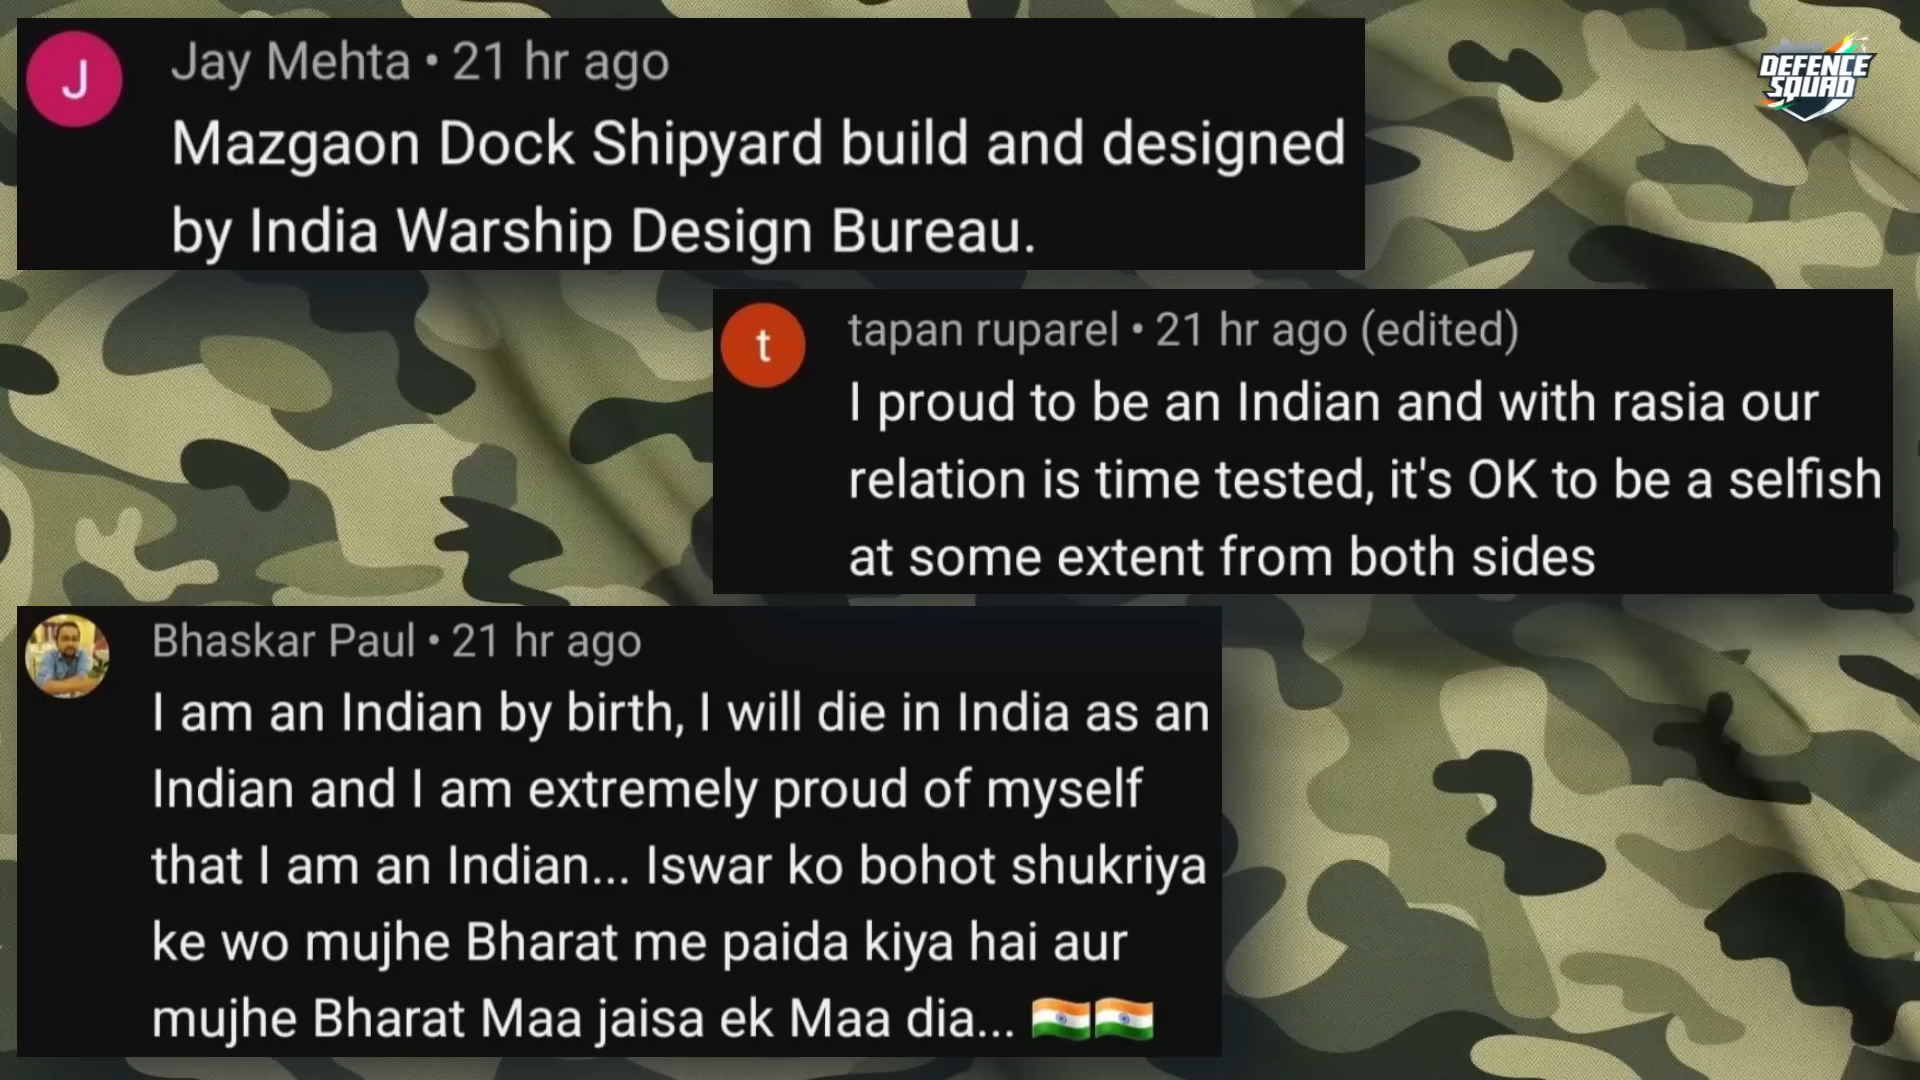 J
Jay Mehta • 21 hr ago
Mazgaon Dock Shipyard build and designed
by India Warship Design Bureau.
DEFENCE
SQUAD
t
tapan ruparel • 21 hr ago (edited)
I proud to be an Indian and with rasia our
relation is time tested, it's OK to be a selfish
at some extent from both sides
Bhaskar Paul • 21 hr ago
I am an Indian by birth, I will die in India as an
Indian and I am extremely proud of myself
that I am an Indian... Iswar ko bohot shukriya
ke wo mujhe Bharat me paida kiya hai aur
mujhe Bharat Maa jaisa ek Maa dia... 🇮🇳🇮🇳